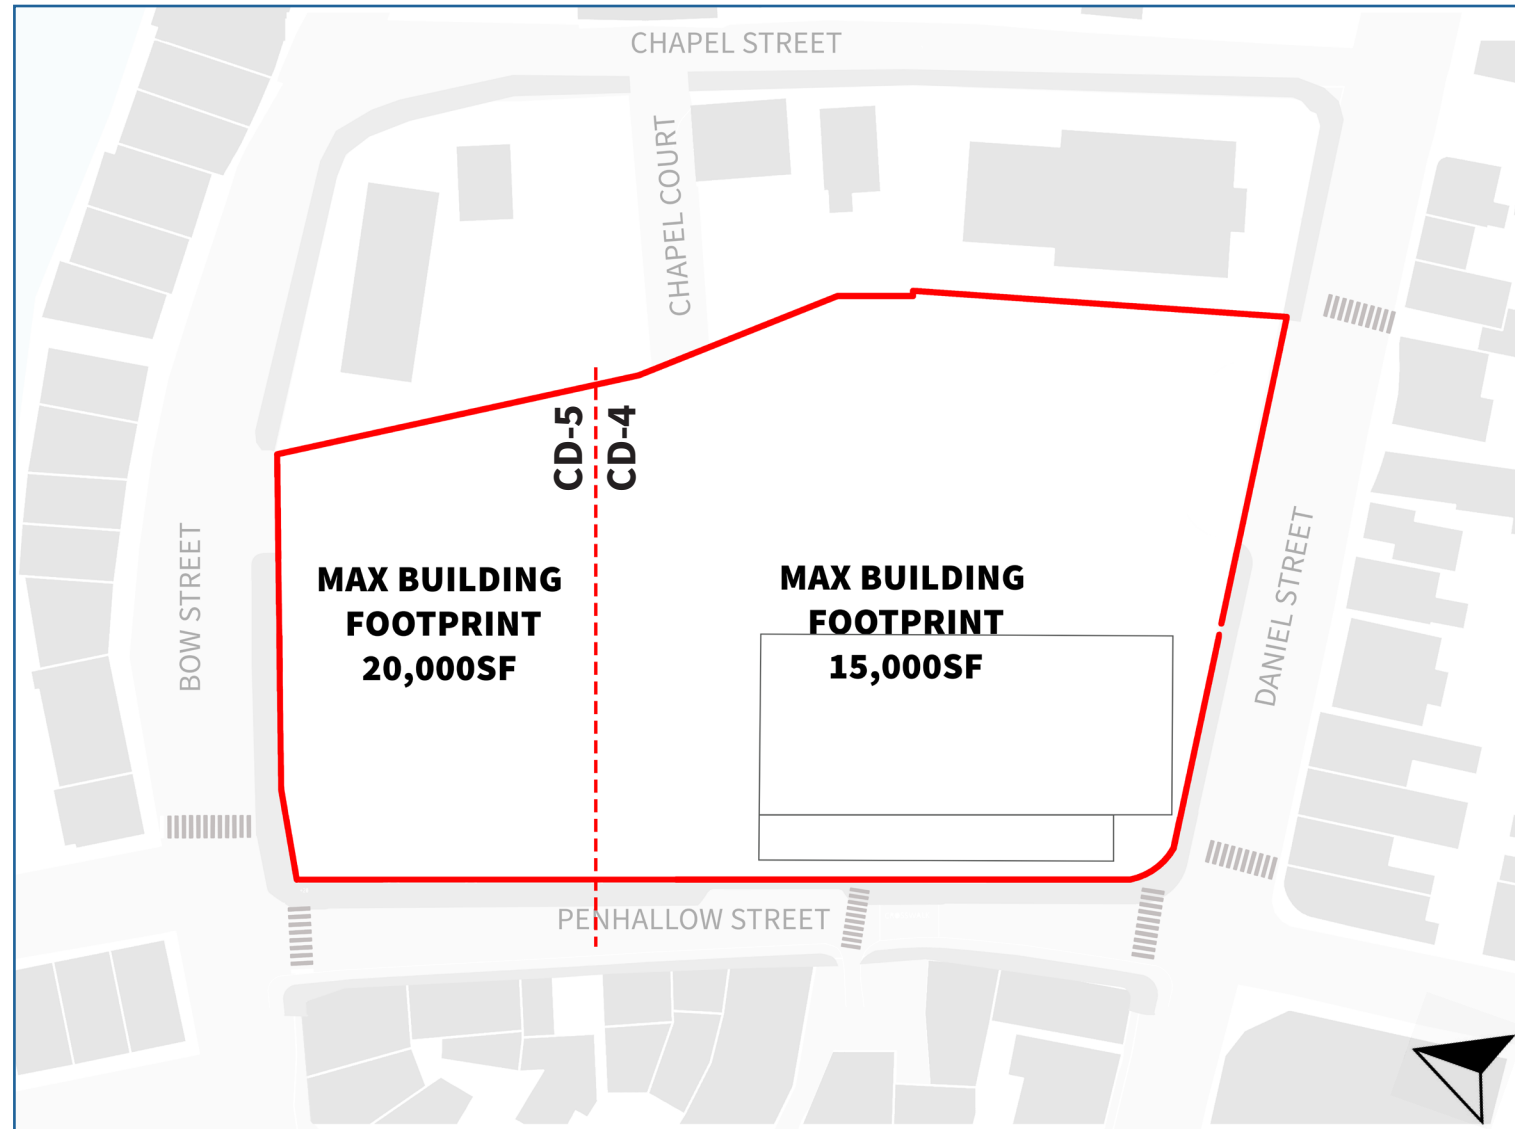 CHAPEL STREET
CHAPEL COURT
CD-5
CD-4
BOW STREET
MAX BUILDING
FOOTPRINT
20,000SF
MAX BUILDING
FOOTPRINT
15,000SF
DANIEL STREET
PENHALLOW STREET